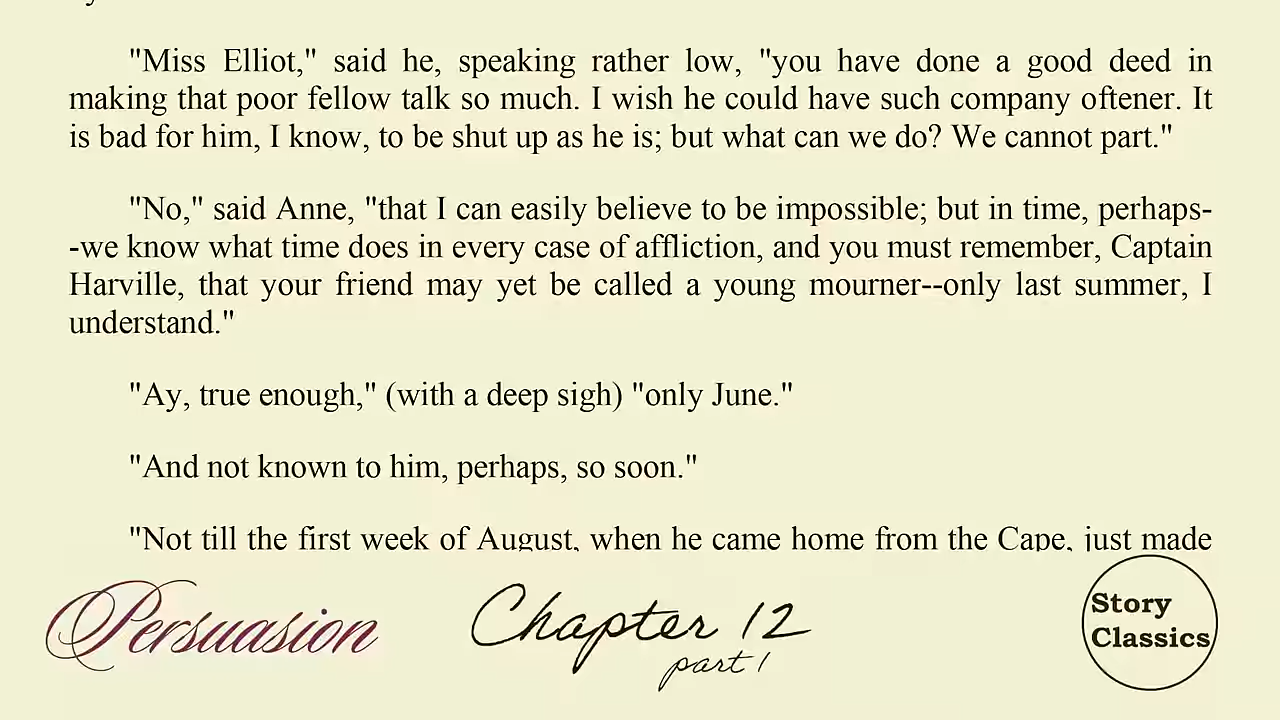 "Miss Elliot," said he, speaking rather low, "you have done a good deed in
making that poor fellow talk so much. I wish he could have such company oftener. It
is bad for him, I know, to be shut up as he is; but what can we do? We cannot part."
"No," said Anne, "that I can easily believe to be impossible; but in time, perhaps-
-we know what time does in every case of affliction, and you must remember, Captain
Harville, that your friend may yet be called a young mourner--only last summer, I
understand."
"Ay, true enough," (with a deep sigh) "only June."
"And not known to him, perhaps, so soon."
"Not till the first week of August, when he came home from the Cape, just made
Persuasion
Chapter 12
part 1
Story
Classics